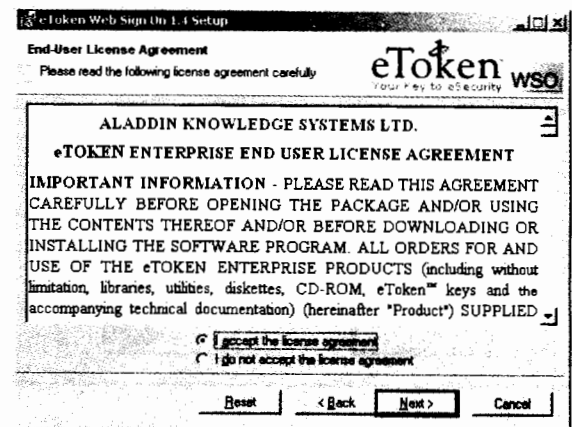 eToken Web Sign On 1.4 Setup
End-User License Agreement
Please read the following license agreement carefully
eToken
Your Key to eSecurity
WSO
ALADDIN KNOWLEDGE SYSTEMS LTD.
eTOKEN ENTERPRISE END USER LICENSE AGREEMENT
IMPORTANT INFORMATION - PLEASE READ THIS AGREEMENT
CAREFULLY BEFORE OPENING THE PACKAGE AND/OR USING
THE CONTENTS THEREOF AND/OR BEFORE DOWNLOADING OR
INSTALLING THE SOFTWARE PROGRAM. ALL ORDERS FOR AND
USE OF THE eTOKEN ENTERPRISE PRODUCTS (including without
limitation, libraries, utilities, diskettes, CD-ROM, eToken™ keys and the
accompanying technical documentation) (hereinafter "Product") SUPPLIED
I accept the license agreement
I do not accept the license agreement
Reset
< Back
Next >
Cancel